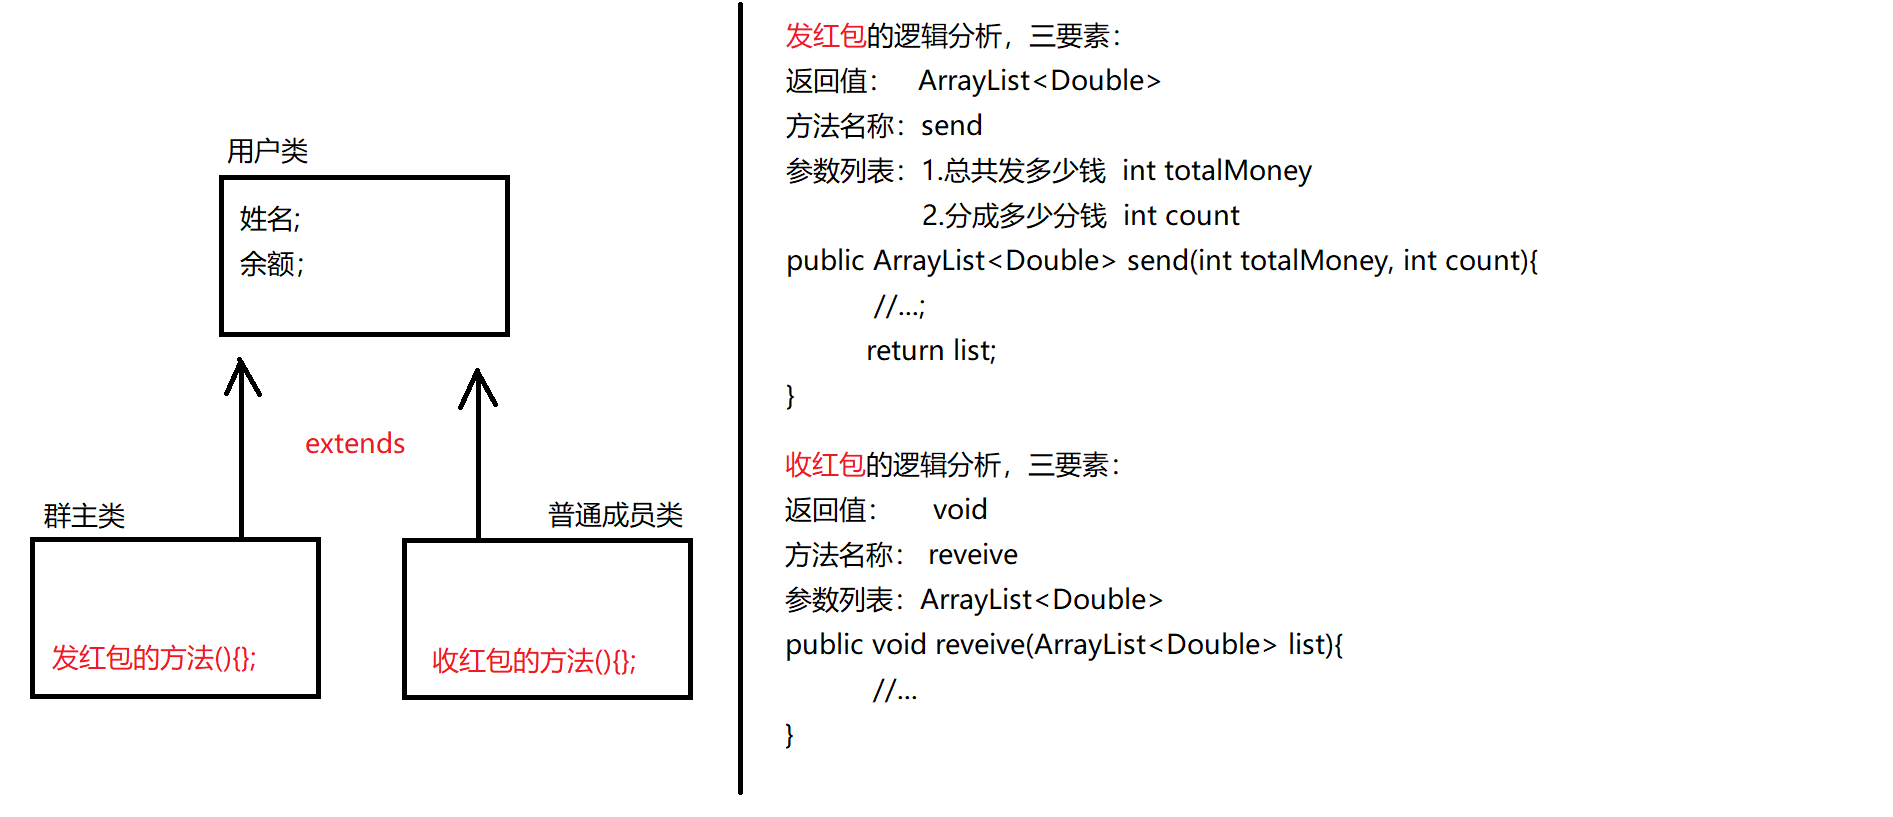 用户类
姓名;
余额；
extends
群主类
普通成员类
发红包的方法(){};
收红包的方法(){};
发红包的逻辑分析，三要素：
返回值： ArrayList<Double>
方法名称：send
参数列表：1.总共发多少钱 int totalMoney
2.分成多少分钱 int count
public ArrayList<Double> send(int totalMoney, int count){
//...;
return list;
}
收红包的逻辑分析，三要素：
返回值： void
方法名称： reveive
参数列表：ArrayList<Double>
public void reveive(ArrayList<Double> list){
//...
}